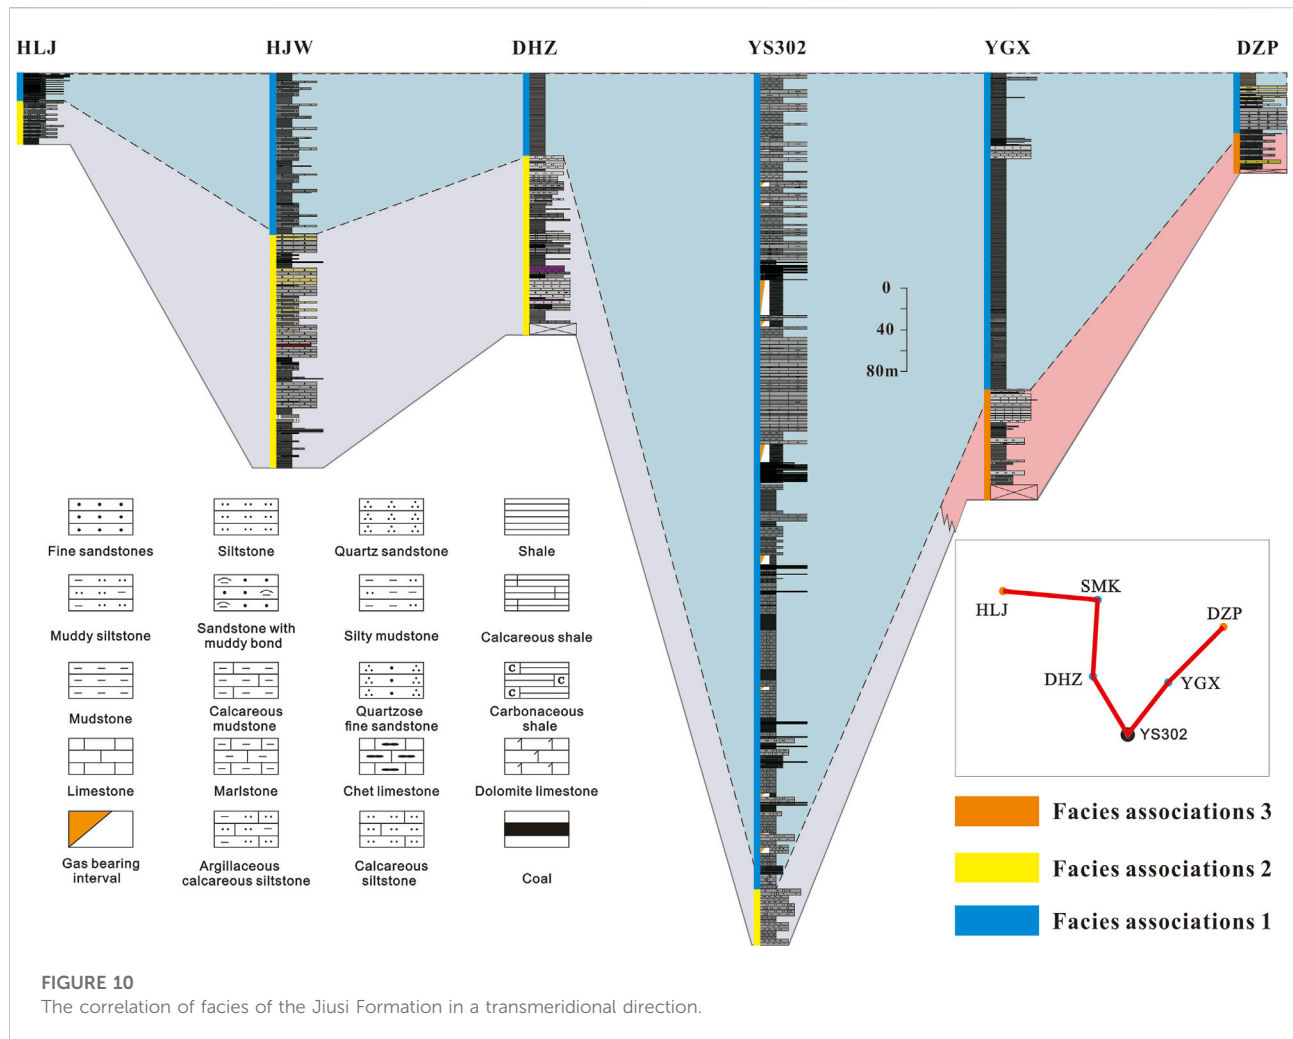 HLJ HJW DHZ YS302 YGX DZP
0
40
80m
Fine sandstones Siltstone Quartz sandstone Shale
Muddy siltstone Sandstone with Silty mudstone Calcareous shale
muddy bond
Mudstone Calcareous Quartzose Carbonaceous
mudstone fine sandstone shale
C
C
C
Limestone Marlstone Chet limestone Dolomite limestone
Gas bearing Argillaceous Calcareous Coal
interval calcareous siltstone siltstone
HLJ
SMK
DZP
DHZ
YGX
YS302
Facies associations 3
Facies associations 2
Facies associations 1
FIGURE 10
The correlation of facies of the Jiusi Formation in a transmeridional direction.